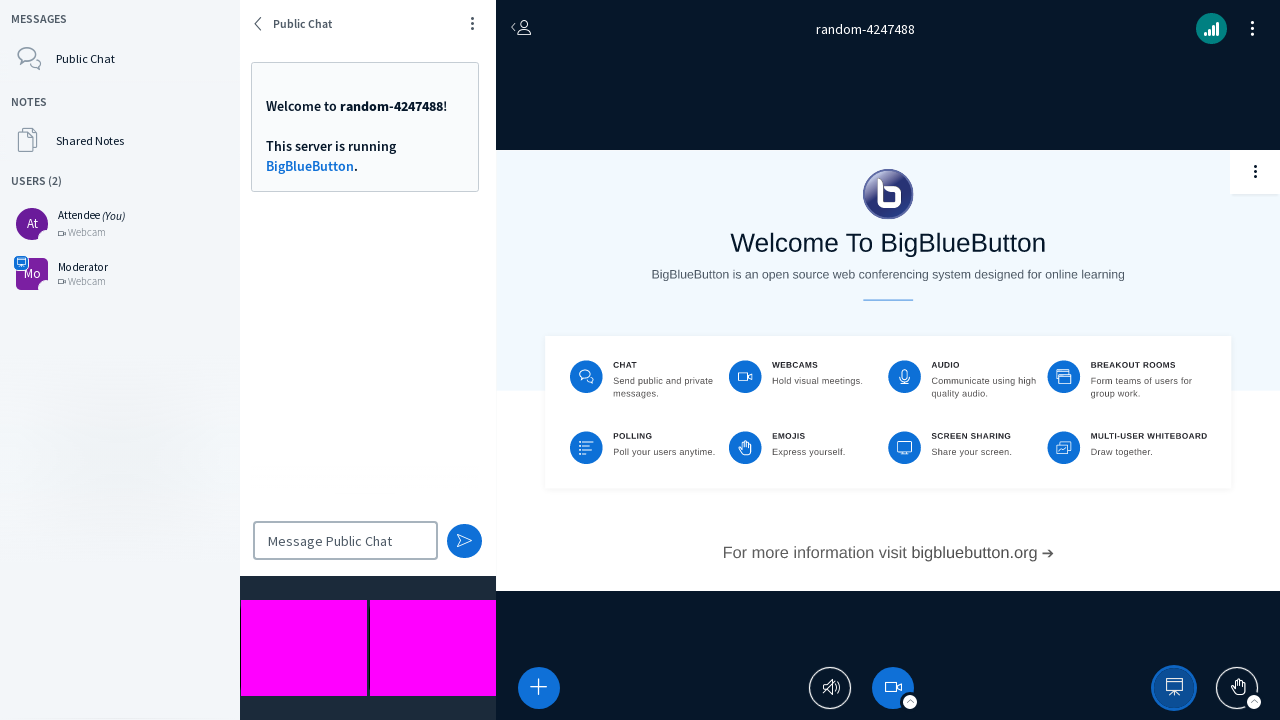 MESSAGES
Public Chat
NOTES
Shared Notes
USERS (2)
At
Attendee (You)
Webcam
Mo
Moderator
Webcam
Public Chat
Welcome to random-4247488!
This server is running
BigBlueButton.
Message Public Chat
random-4247488
b
Welcome To BigBlueButton
BigBlueButton is an open source web conferencing system designed for online learning
CHAT
Send public and private
messages.
WEBCAMS
Hold visual meetings.
AUDIO
Communicate using high
quality audio.
BREAKOUT ROOMS
Form teams of users for
group work.
POLLING
Poll your users anytime.
EMOJIS
Express yourself.
SCREEN SHARING
Share your screen.
MULTI-USER WHITEBOARD
Draw together.
For more information visit bigbluebutton.org →